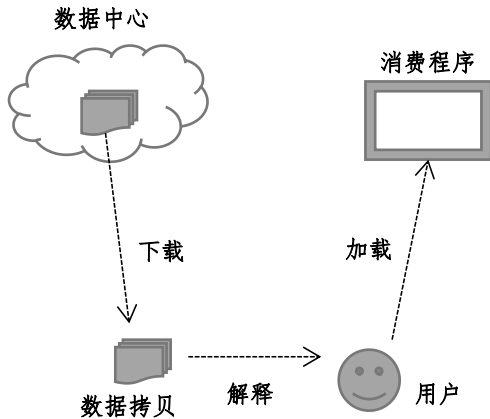 数据中心
消费程序
下载
加载
数据拷贝
解释
用户